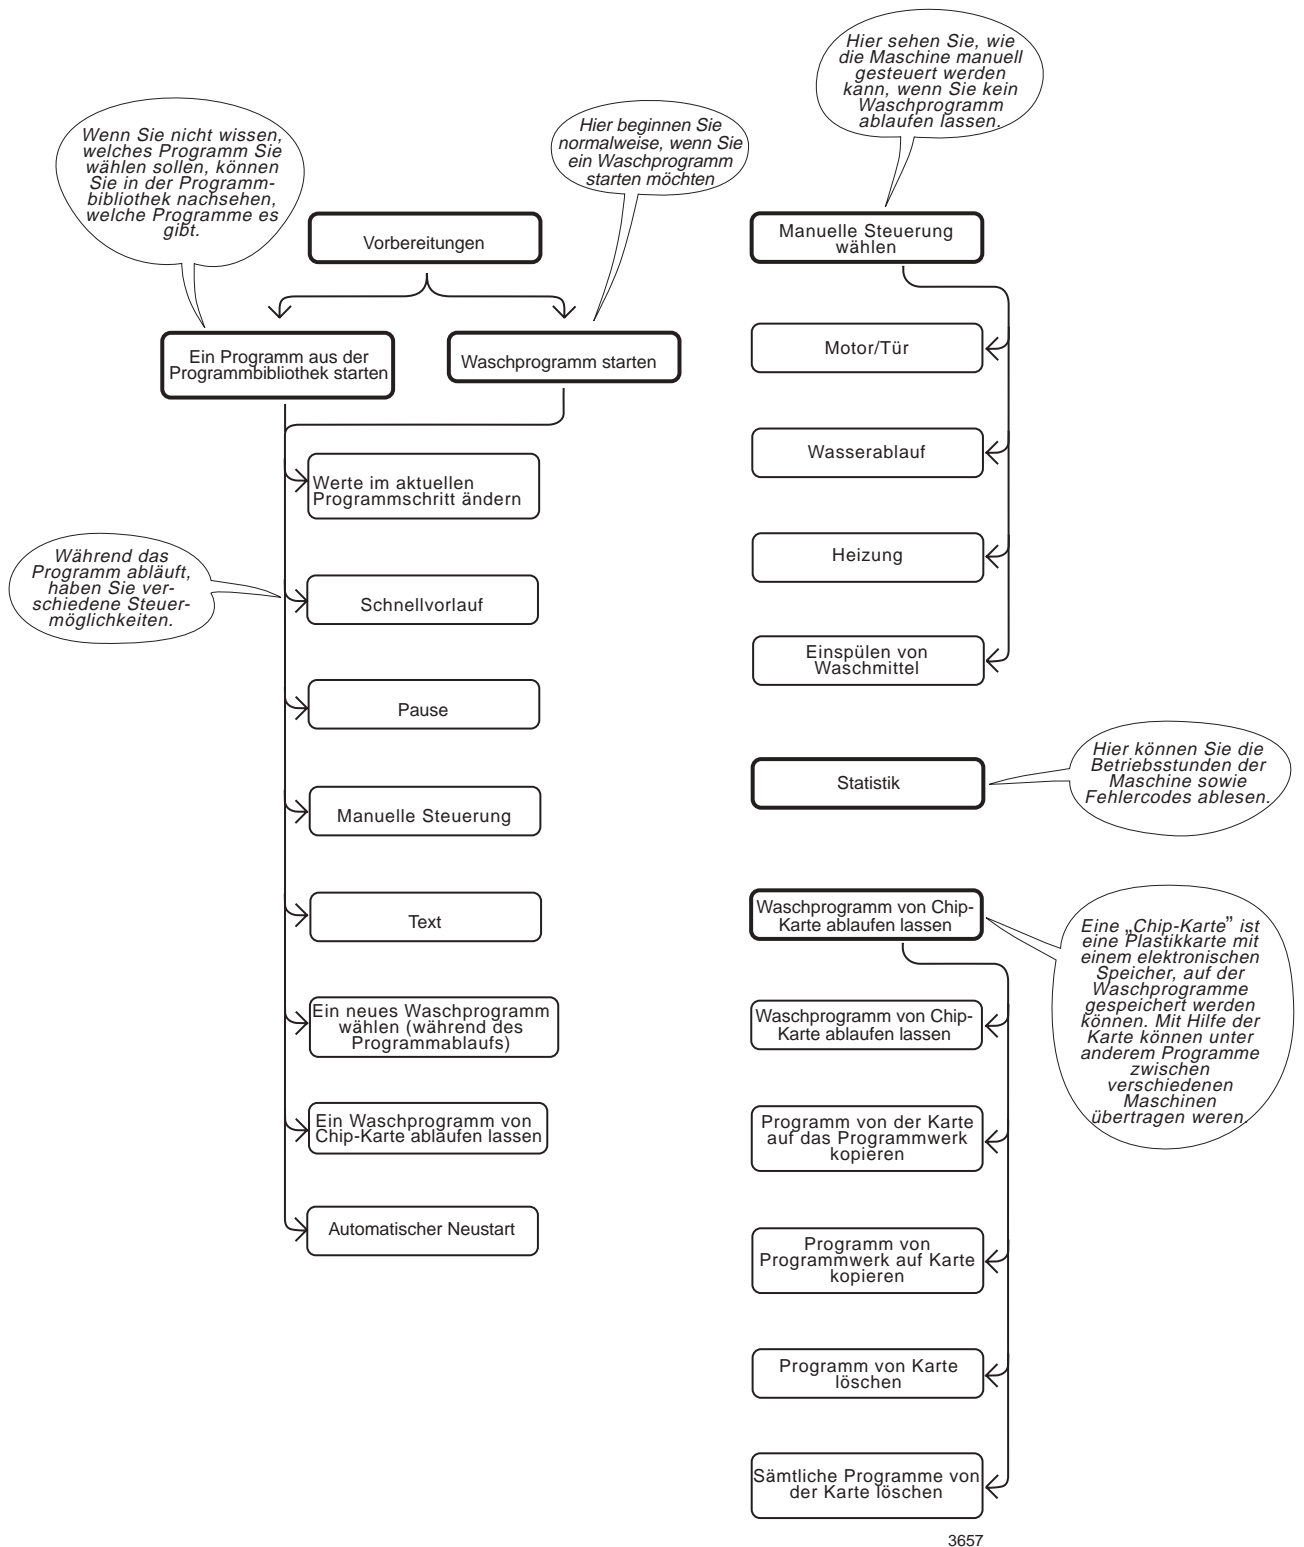 Hier sehen Sie, wie
die Maschine manuell
gesteuert werden
kann, wenn Sie kein
Waschprogramm
ablaufen lassen.
Wenn Sie nicht wissen,
welches Programm Sie
wählen sollen, können
Sie in der Programm-
bibliothek nachsehen,
welche Programme es
gibt.
Hier beginnen Sie
normalweise, wenn Sie
ein Waschprogramm
starten möchten
Vorbereitungen
Ein Programm aus der
Programmbibliothek starten
Waschprogramm starten
Werte im aktuellen
Programmschritt ändern
Während das
Programm abläuft,
haben Sie ver-
schiedene Steuer-
möglichkeiten.
Schnellvorlauf
Pause
Manuelle Steuerung
Text
Ein neues Waschprogramm
wählen (während des
Programmablaufs)
Ein Waschprogramm von
Chip-Karte ablaufen lassen
Automatischer Neustart
Manuelle Steuerung
wählen
Motor/Tür
Wasserablauf
Heizung
Einspülen von
Waschmittel
Statistik
Hier können Sie die
Betriebsstunden der
Maschine sowie
Fehlercodes ablesen.
Waschprogramm von Chip-
Karte ablaufen lassen
Eine „Chip-Karte” ist
eine Plastikkarte mit
einem elektronischen
Speicher, auf der
Waschprogramme
gespeichert werden
können. Mit Hilfe der
Karte können unter
anderem Programme
zwischen
verschiedenen
Maschinen
übertragen weren.
Waschprogramm von Chip-
Karte ablaufen lassen
Programm von der Karte
auf das Programmwerk
kopieren
Programm von
Programmwerk auf Karte
kopieren
Programm von Karte
löschen
Sämtliche Programme von
der Karte löschen
3657